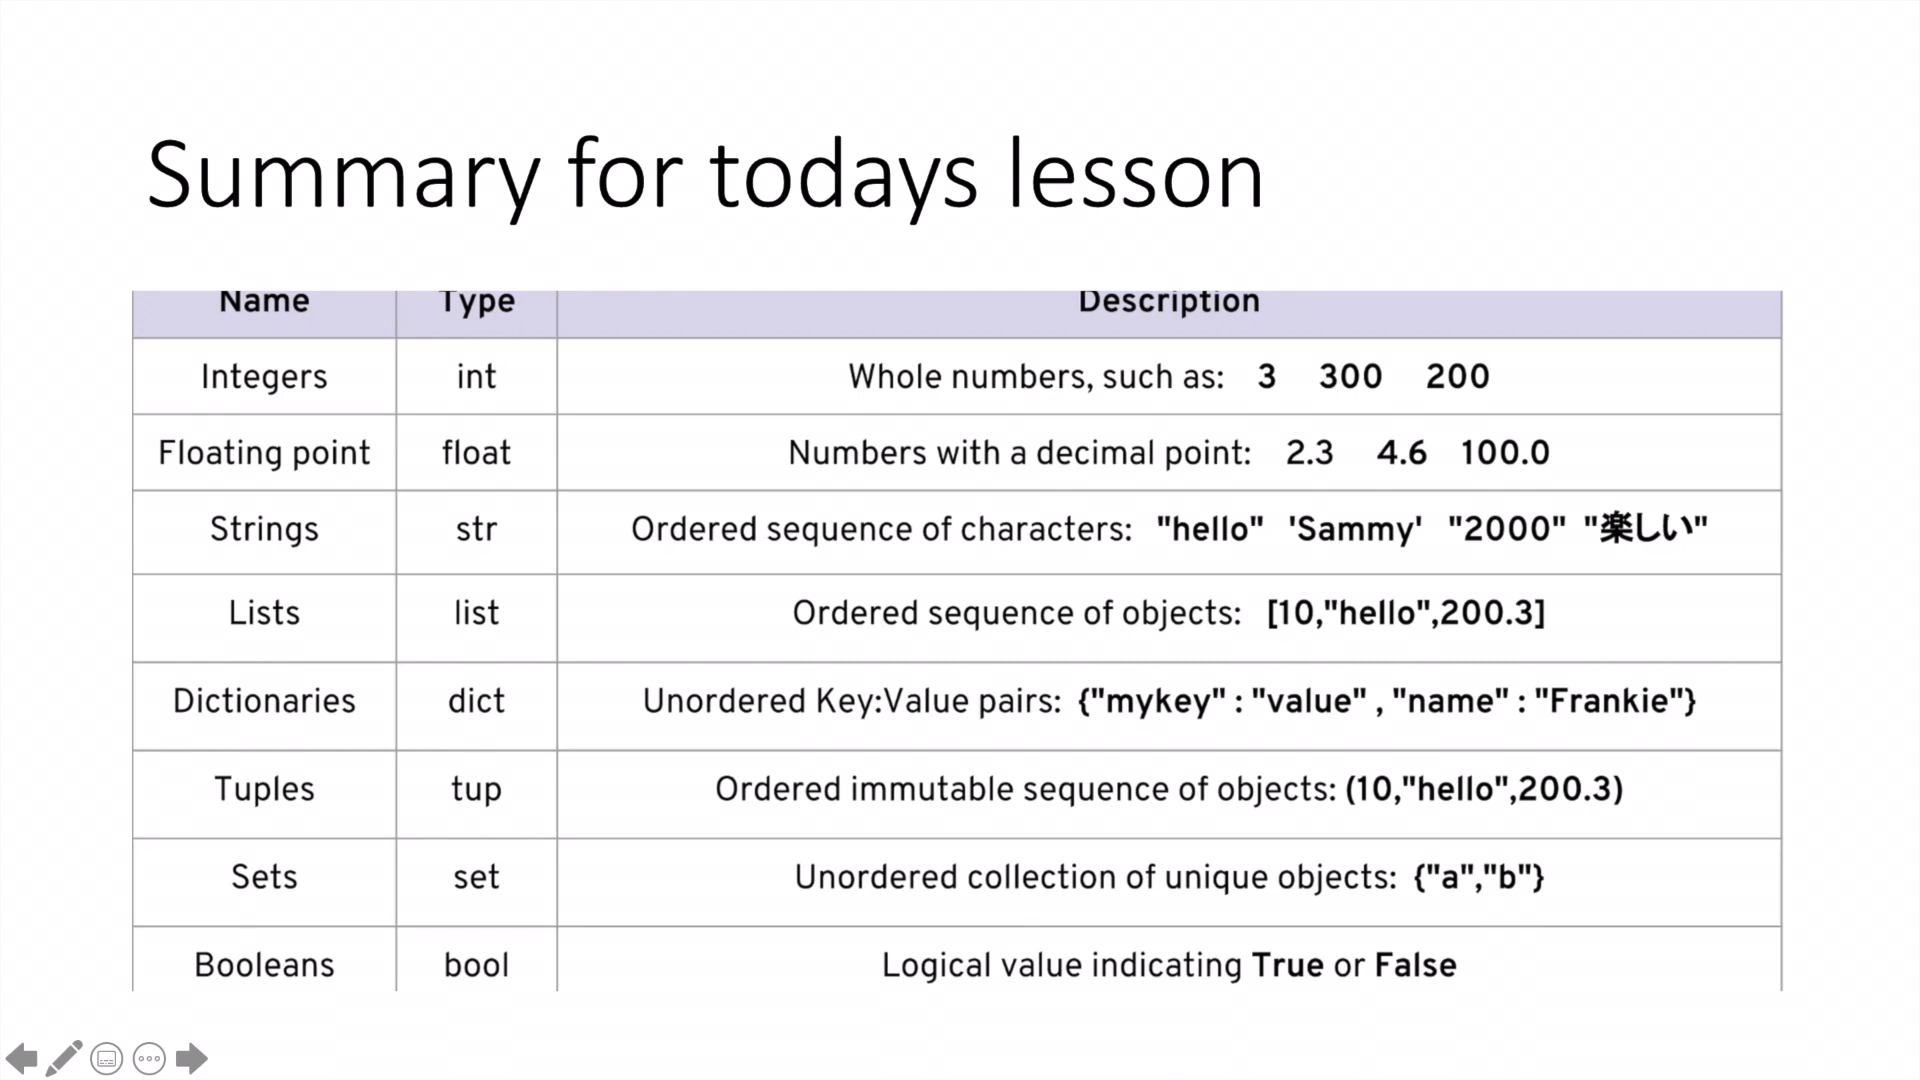 Summary for todays lesson
Name Type Description
Integers int Whole numbers, such as: 3 300 200
Floating point float Numbers with a decimal point: 2.3 4.6 100.0
Strings str Ordered sequence of characters: "hello" 'Sammy' "2000" "楽しい"
Lists list Ordered sequence of objects: [10,"hello",200.3]
Dictionaries dict Unordered Key:Value pairs: {"mykey" : "value" , "name" : "Frankie"}
Tuples tup Ordered immutable sequence of objects: (10,"hello",200.3)
Sets set Unordered collection of unique objects: {"a","b"}
Booleans bool Logical value indicating True or False